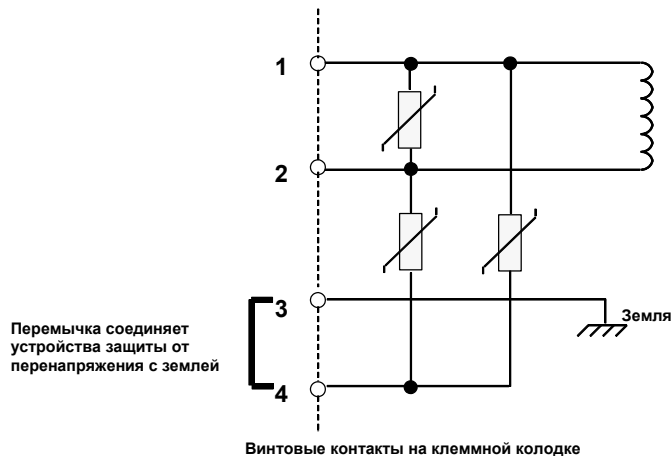 1
2
3
Земля
Перемычка соединяет
устройства защиты от
перенапряжения с землей
4
Винтовые контакты на клеммной колодке